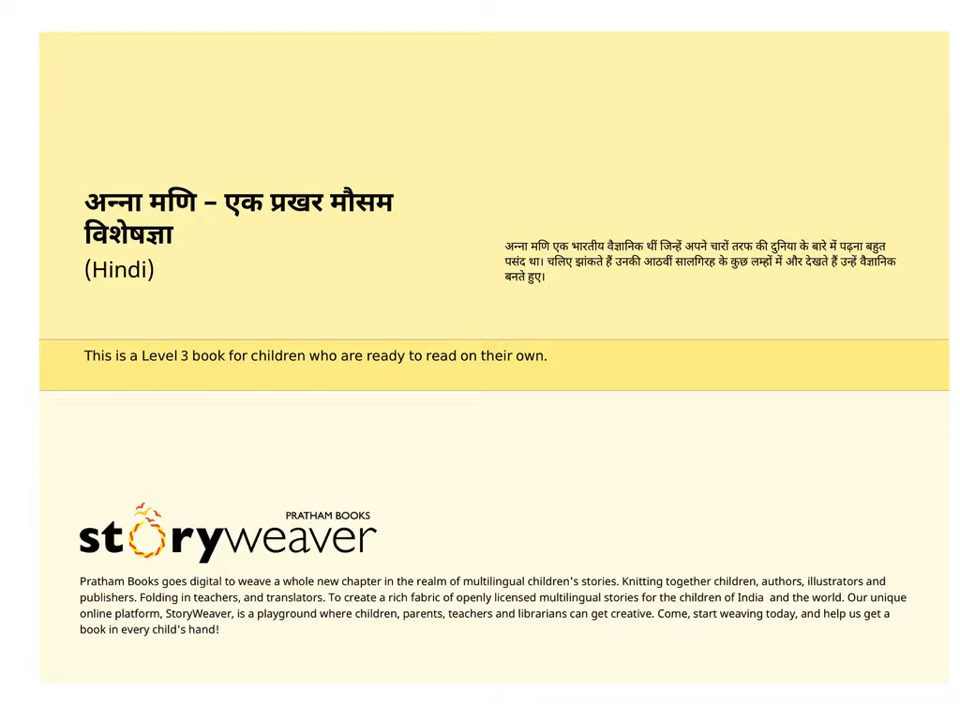 अन्ना मणि – एक प्रखर मौसम
विशेषज्ञा
(Hindi)
अन्ना मणि एक भारतीय वैज्ञानिक थीं जिन्हें अपने चारों तरफ की दुनिया के बारे में पढ़ना बहुत
पसंद था। चलिए झांकते हैं उनकी आठवीं सालगिरह के कुछ लम्हों में और देखते हैं उन्हें वैज्ञानिक
बनते हुए।
This is a Level 3 book for children who are ready to read on their own.
PRATHAM BOOKS
storyweaver
Pratham Books goes digital to weave a whole new chapter in the realm of multilingual children's stories. Knitting together children, authors, illustrators and
publishers. Folding in teachers, and translators. To create a rich fabric of openly licensed multilingual stories for the children of India and the world. Our unique
online platform, StoryWeaver, is a playground where children, parents, teachers and librarians can get creative. Come, start weaving today, and help us get a
book in every child's hand!